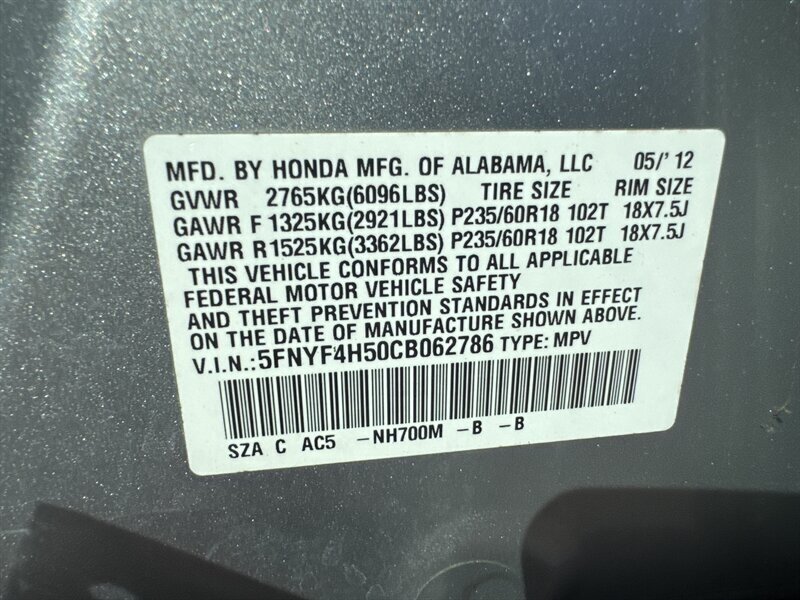 MFD. BY HONDA MFG. OF ALABAMA, LLC 05/'12
GVWR 2765KG(6096LBS) TIRE SIZE RIM SIZE
GAWR F 1325KG(2921LBS) P235/60R18 102T 18X7.5J
GAWR R1525KG(3362LBS) P235/60R18 102T 18X7.5J
THIS VEHICLE CONFORMS TO ALL APPLICABLE
FEDERAL MOTOR VEHICLE SAFETY
AND THEFT PREVENTION STANDARDS IN EFFECT
ON THE DATE OF MANUFACTURE SHOWN ABOVE.
V.I.N.:5FNYF4H50CB062786 TYPE: MPV
SZA C AC5 -NH700M -B -B